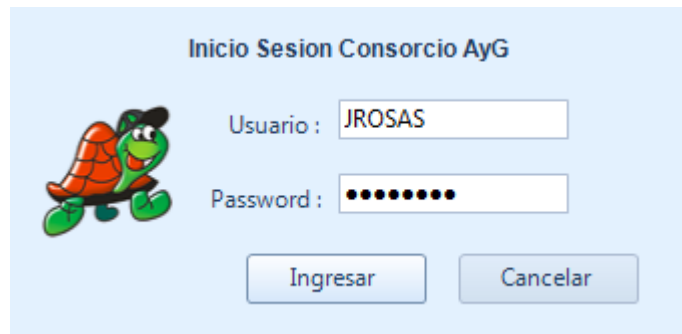 Inicio Sesion Consorcio AyG
Usuario : JROSAS
Password : ●●●●●●●●
Ingresar Cancelar